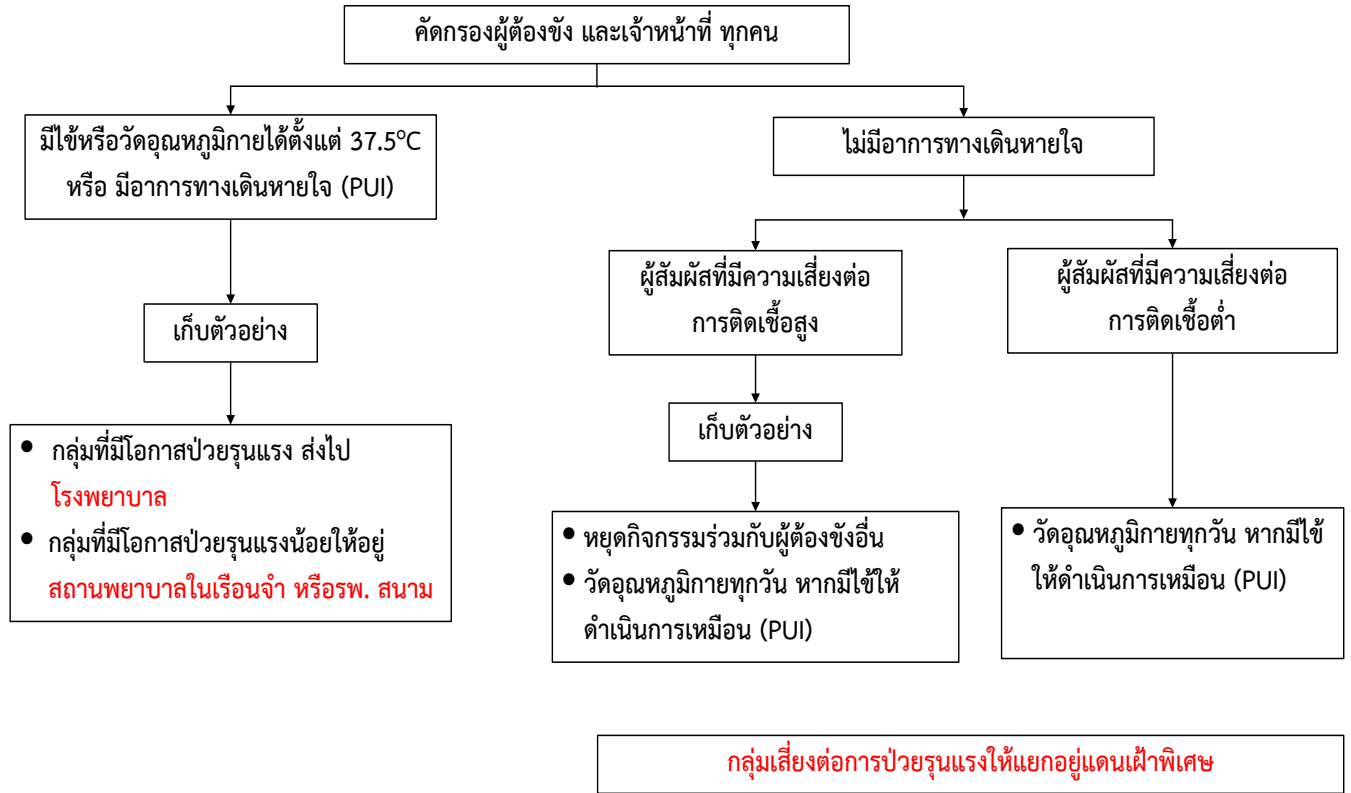 คัดกรองผู้ต้องขัง และเจ้าหน้าที่ ทุกคน
มีไข้หรือวัดอุณหภูมิกายได้ตั้งแต่ 37.5°C
หรือ มีอาการทางเดินหายใจ (PUI)
ไม่มีอาการทางเดินหายใจ
ผู้สัมผัสที่มีความเสี่ยงต่อ
การติดเชื้อสูง
ผู้สัมผัสที่มีความเสี่ยงต่อ
การติดเชื้อต่ำ
เก็บตัวอย่าง
เก็บตัวอย่าง
• กลุ่มที่มีโอกาสป่วยรุนแรง ส่งไป
โรงพยาบาล
• กลุ่มที่มีโอกาสป่วยรุนแรงน้อยให้อยู่
สถานพยาบาลในเรือนจำ หรือรพ. สนาม
• หยุดกิจกรรมร่วมกับผู้ต้องขังอื่น
• วัดอุณหภูมิกายทุกวัน หากมีไข้ให้
ดำเนินการเหมือน (PUI)
• วัดอุณหภูมิกายทุกวัน หากมีไข้
ให้ดำเนินการเหมือน (PUI)
กลุ่มเสี่ยงต่อการป่วยรุนแรงให้แยกอยู่แดนเฝ้าพิเศษ